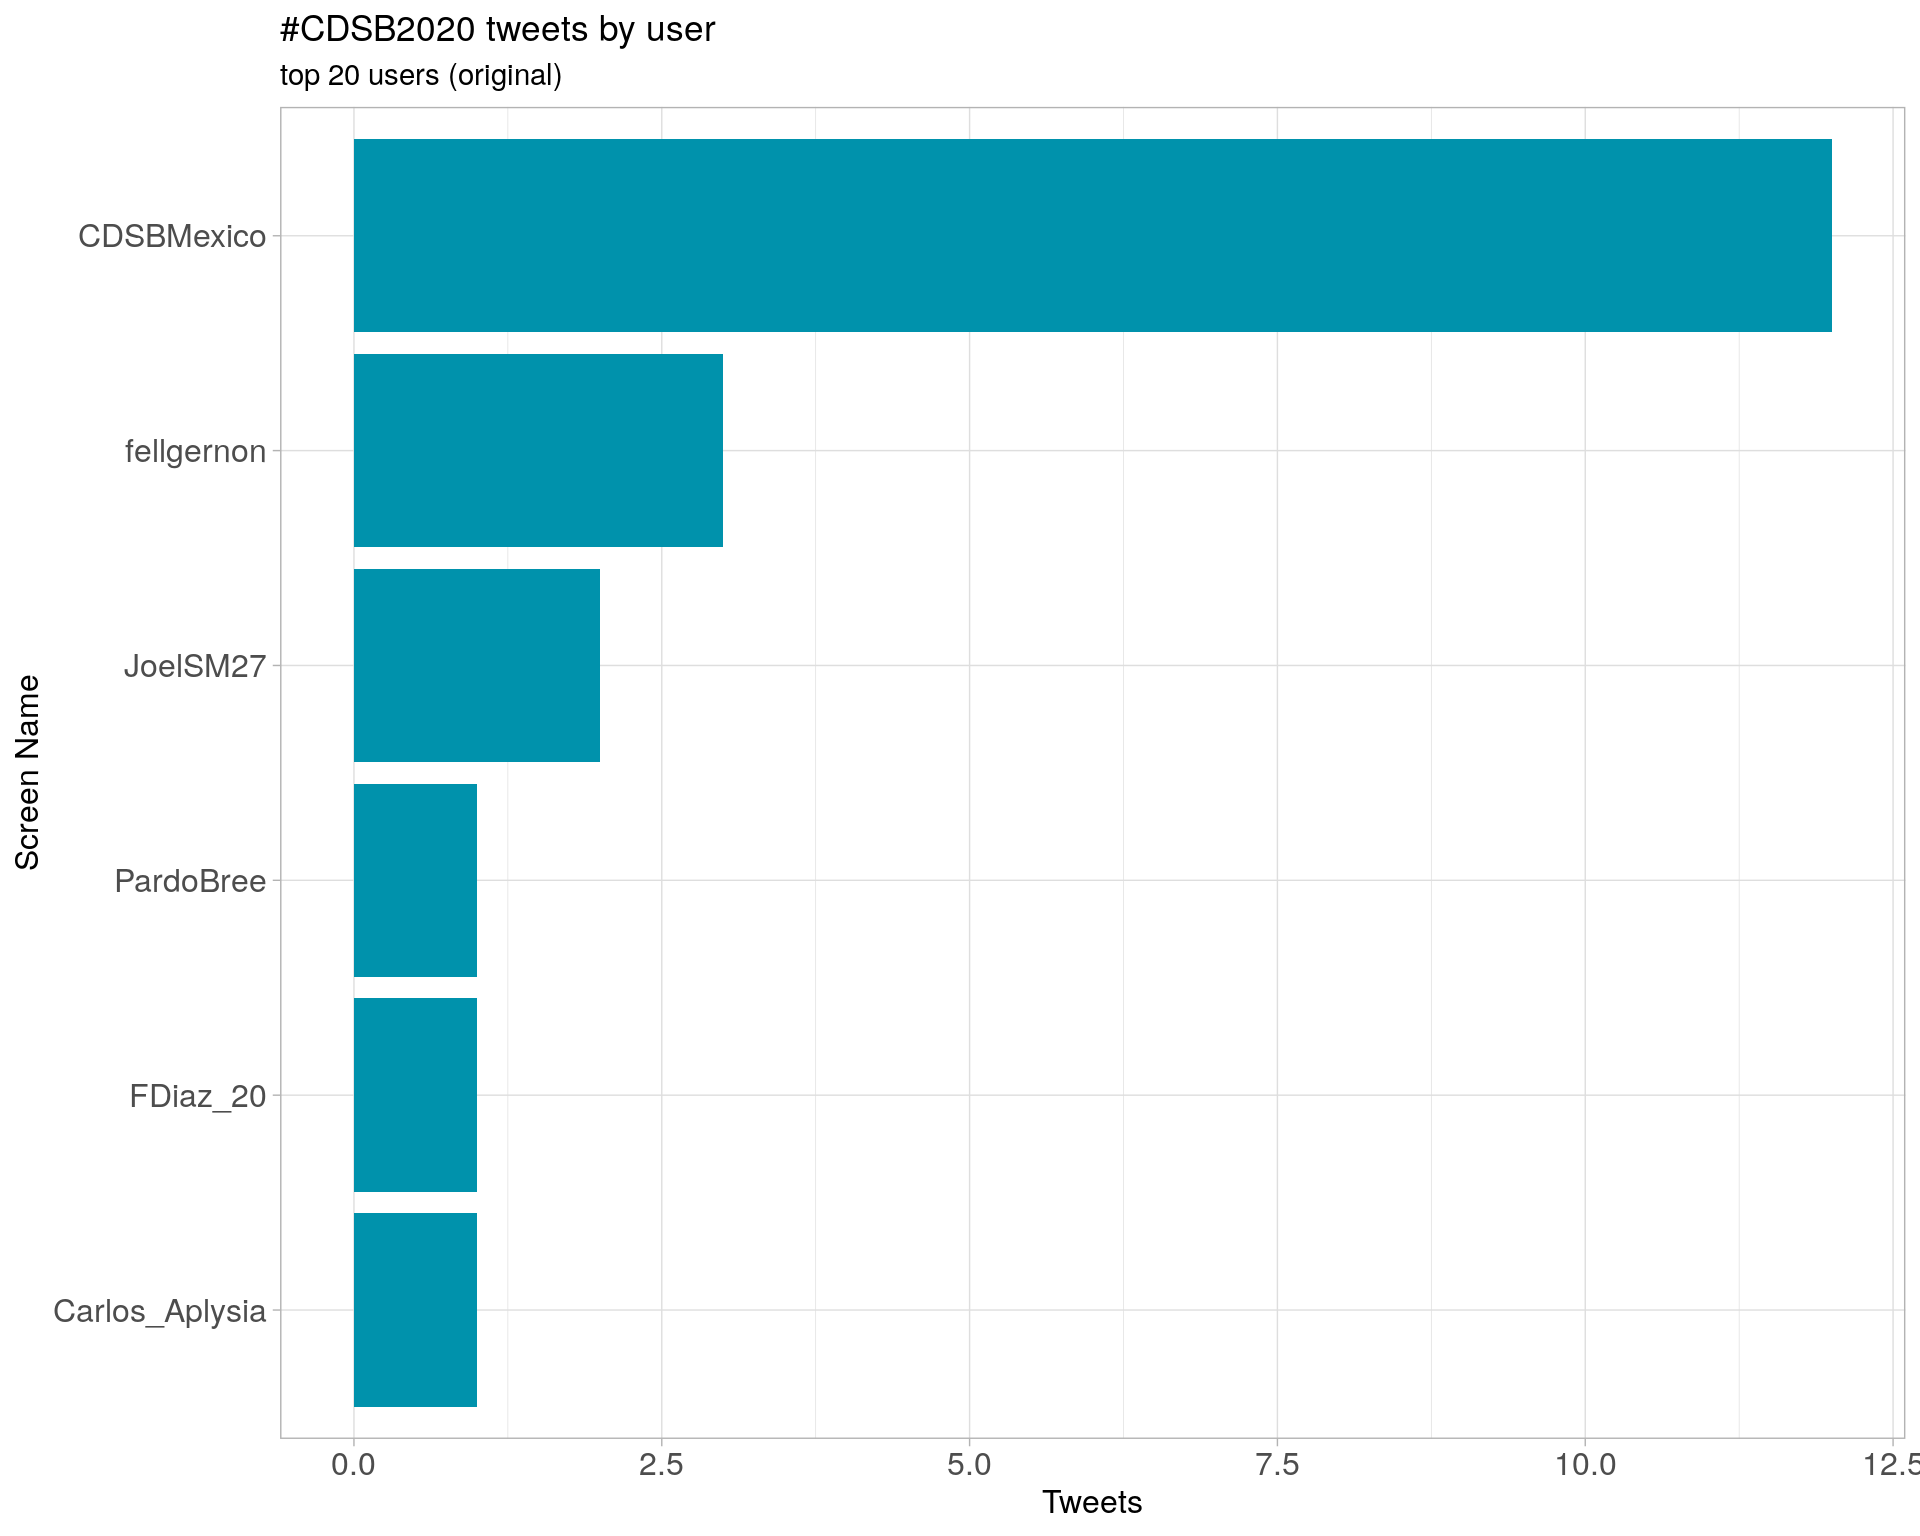 #CDSB2020 tweets by user
top 20 users (original)
Screen Name
CDSBMexico
fellgernon
JoelSM27
PardoBree
FDiaz_20
Carlos_Aplysia
0.0 2.5 5.0 7.5 10.0 12.5
Tweets